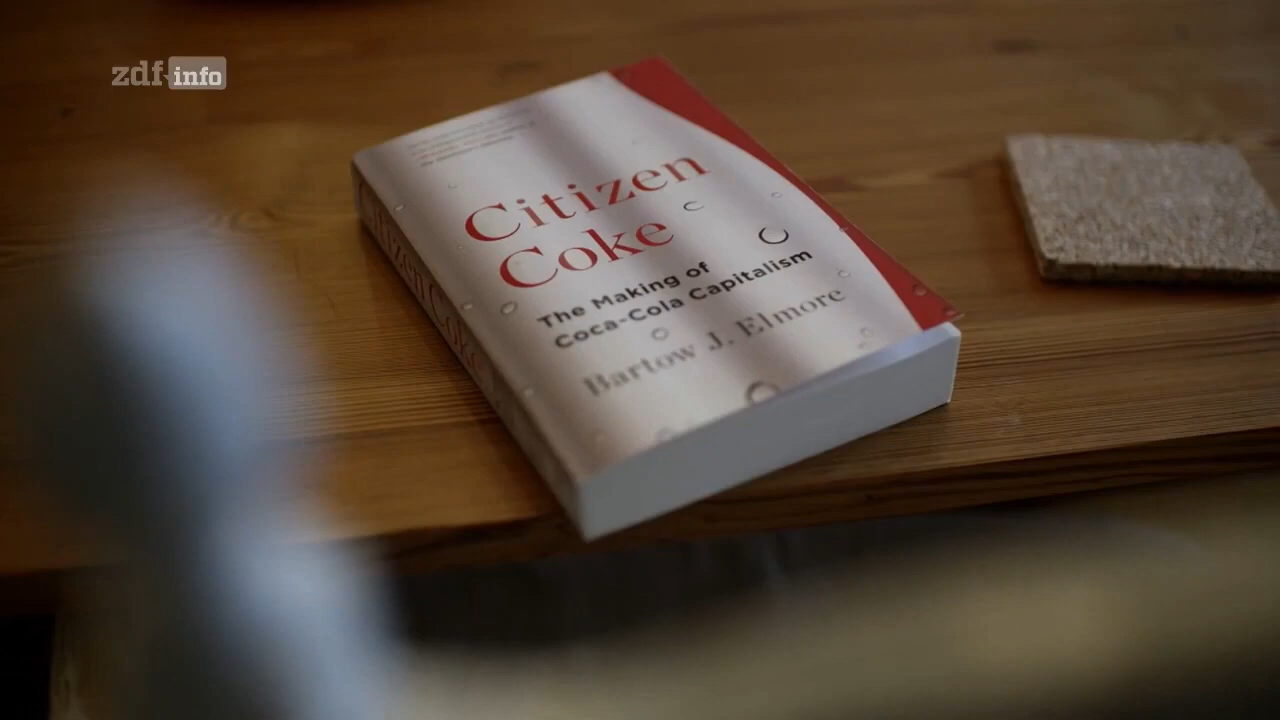 zdf info
Citizen
Coke
The Making of
Coca-Cola Capitalism
Bartow J. Elmore
Citizen Coke